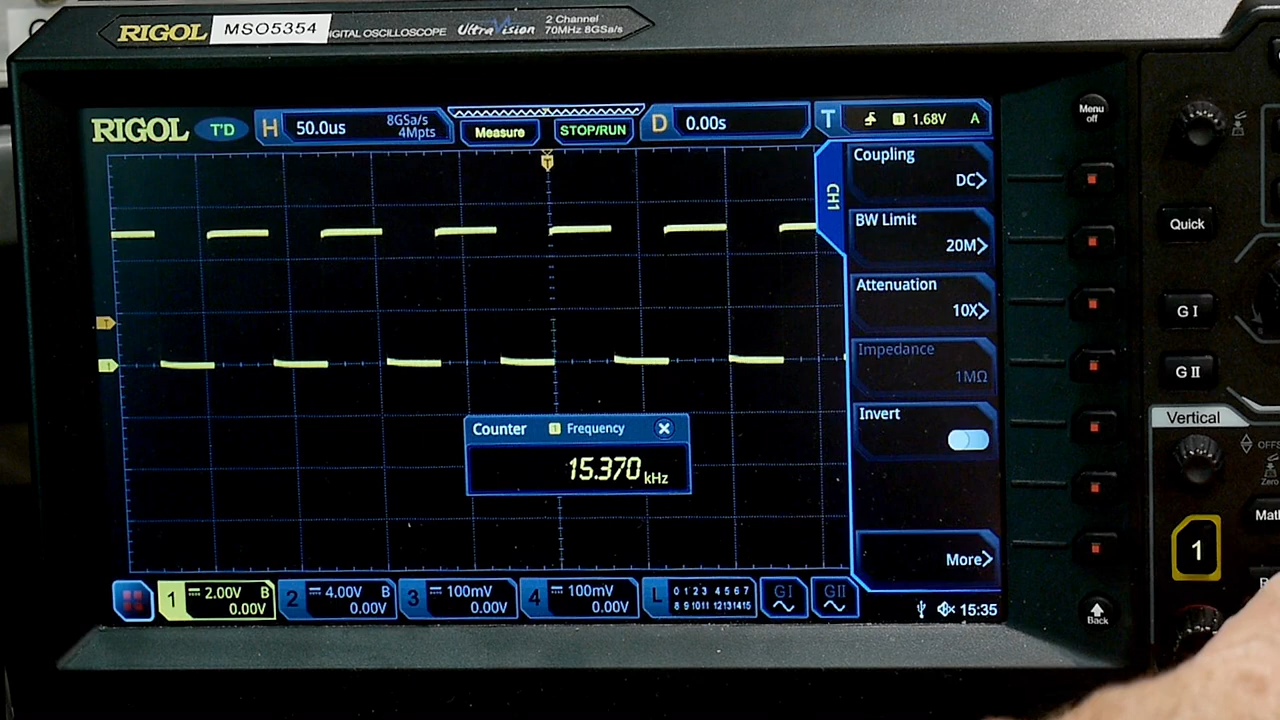 RIGOL MSO5354 DIGITAL OSCILLOSCOPE UltraVision 2 Channel
70MHz 8GSa/s
RIGOL T'D H 50.0us 8GSa/s
4Mpts
Measure STOP/RUN D 0.00s T 1 1.68V A
CH1
Coupling
DC>
BW Limit
20M>
Attenuation
10X>
Impedance
1MΩ
Invert
More>
T
T
1
Counter 1 Frequency
15.370 kHz
1 2.00V B
0.00V
2 4.00V B
0.00V
3 100mV
0.00V
4 100mV
0.00V
L 0 1 2 3 4 5 6 7
8 9 10 11 12 13 14 15
GI
GII
15:35
Menu
off
Back
Quick
G I
G II
Vertical
Zero
1